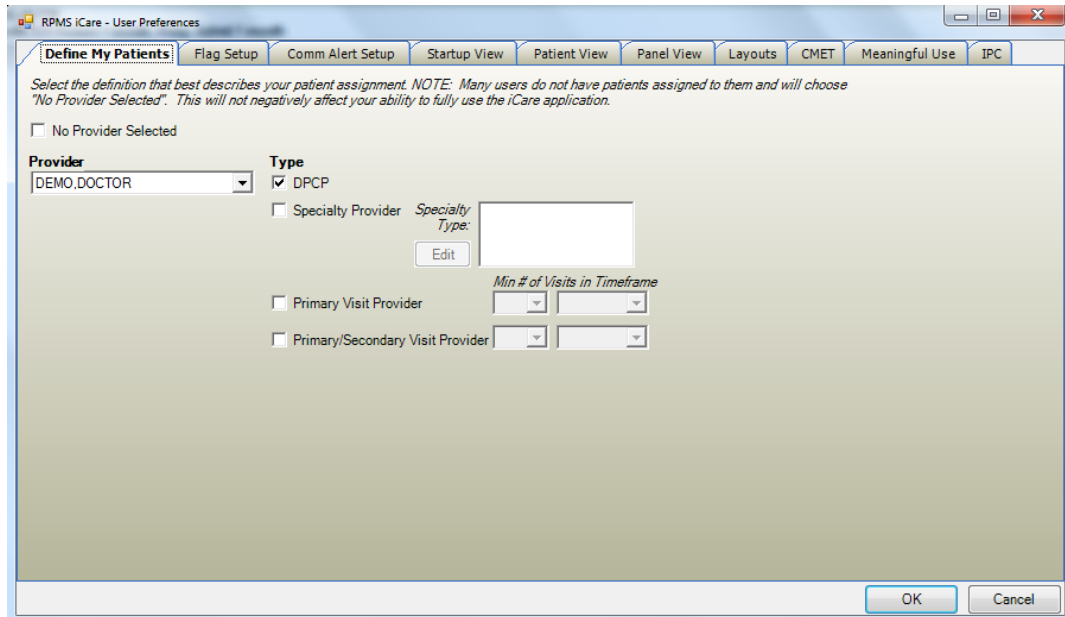 RPMS iCare - User Preferences
Define My Patients Flag Setup Comm Alert Setup Startup View Patient View Panel View Layouts CMET Meaningful Use IPC
Select the definition that best describes your patient assignment. NOTE: Many users do not have patients assigned to them and will choose
"No Provider Selected". This will not negatively affect your ability to fully use the iCare application.
No Provider Selected
Provider Type
DEMO,DOCTOR DPCP
Specialty Provider Specialty
Type:
Edit
Min # of Visits in Timeframe
Primary Visit Provider
Primary/Secondary Visit Provider
OK Cancel